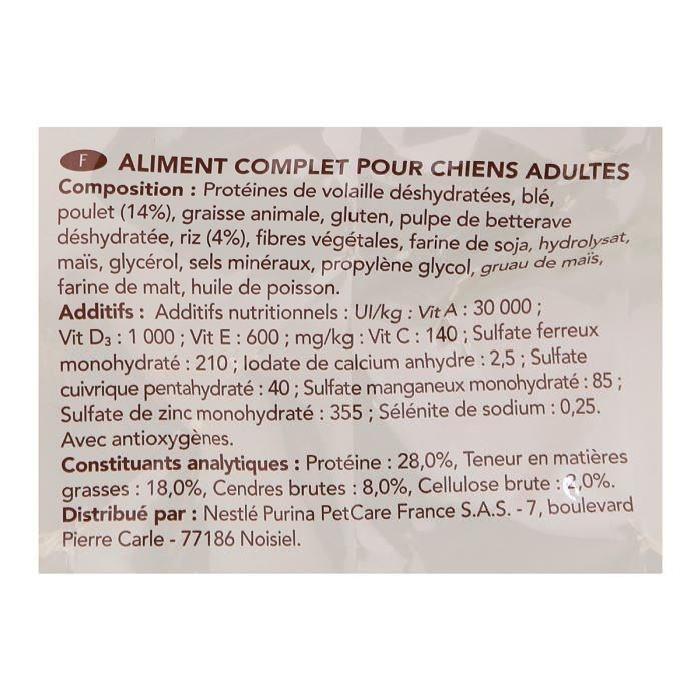 F ALIMENT COMPLET POUR CHIENS ADULTES
Composition : Protéines de volaille déshydratées, blé,
poulet (14%), graisse animale, gluten, pulpe de betterave
déshydratée, riz (4%), fibres végétales, farine de soja, hydrolysat,
maïs, glycérol, sels minéraux, propylène glycol, gruau de maïs,
farine de malt, huile de poisson.
Additifs : Additifs nutritionnels : UI/kg : Vit A : 30 000 ;
Vit D3 : 1 000 ; Vit E : 600 ; mg/kg : Vit C : 140 ; Sulfate ferreux
monohydraté : 210 ; Iodate de calcium anhydre : 2,5 ; Sulfate
cuivrique pentahydraté : 40 ; Sulfate manganeux monohydraté : 85 ;
Sulfate de zinc monohydraté : 355 ; Sélénite de sodium : 0,25.
Avec antioxygènes.
Constituants analytiques : Protéine : 28,0%, Teneur en matières
grasses : 18,0%, Cendres brutes : 8,0%, Cellulose brute : 2,0%.
Distribué par : Nestlé Purina PetCare France S.A.S. - 7, boulevard
Pierre Carle - 77186 Noisiel.